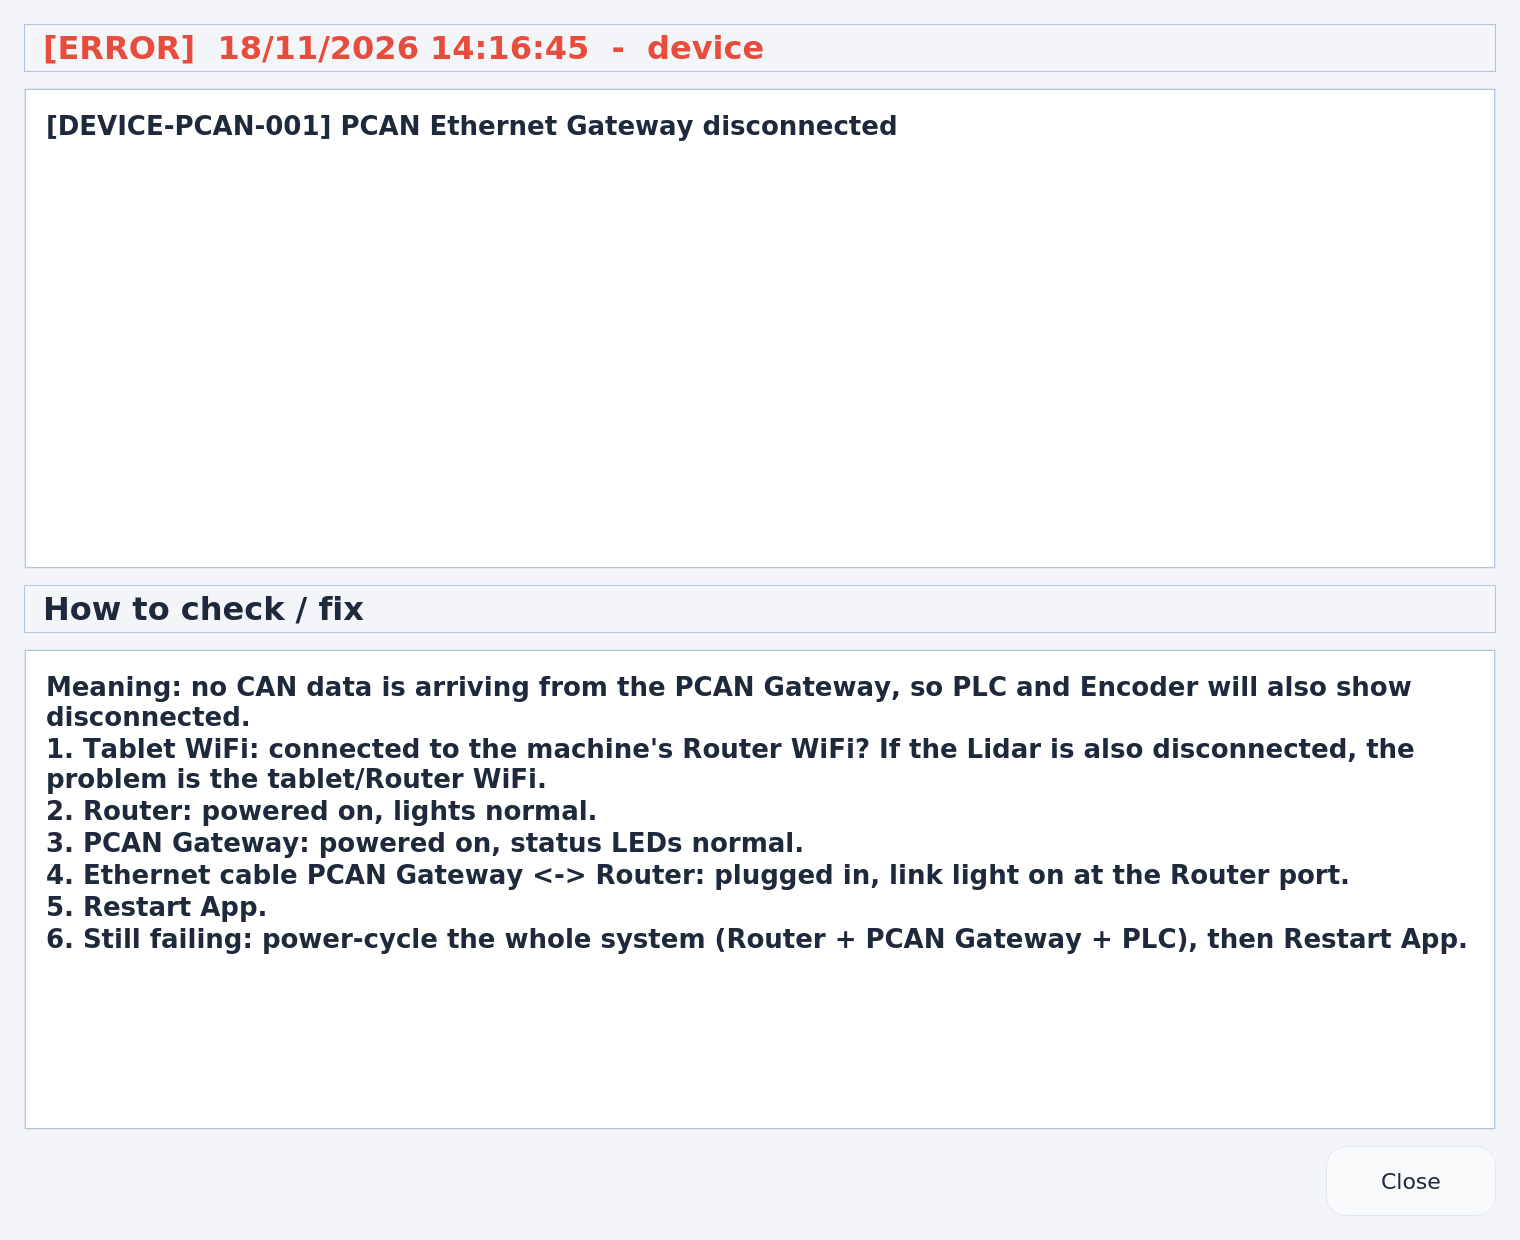 [ERROR]  18/11/2026 14:16:45  -  device
[DEVICE-PCAN-001] PCAN Ethernet Gateway disconnected
How to check / fix
Meaning: no CAN data is arriving from the PCAN Gateway, so PLC and Encoder will also show
disconnected.
1. Tablet WiFi: connected to the machine's Router WiFi? If the Lidar is also disconnected, the
problem is the tablet/Router WiFi.
2. Router: powered on, lights normal.
3. PCAN Gateway: powered on, status LEDs normal.
4. Ethernet cable PCAN Gateway <-> Router: plugged in, link light on at the Router port.
5. Restart App.
6. Still failing: power-cycle the whole system (Router + PCAN Gateway + PLC), then Restart App.
Close